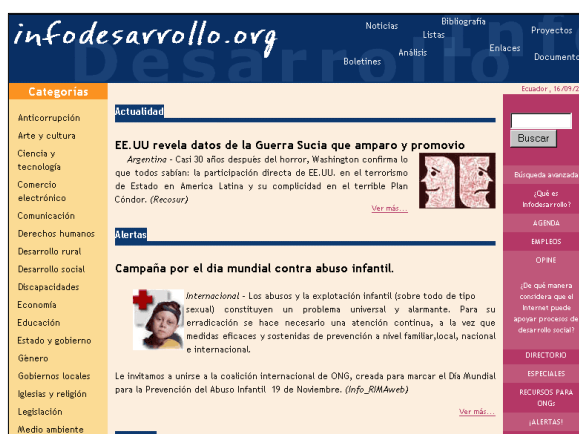 infodesarrollo.org
Noticias
Bibliografía
Listas
Proyectos
Análisis
Enlaces
Boletines
Documento
Desarrollo
Categorías
Ecuador, 16/09/2
Anticorrupción
Arte y cultura
Ciencia y
tecnología
Comercio
electrónico
Comunicación
Derechos humanos
Desarrollo rural
Desarrollo social
Discapacidades
Economía
Educación
Estado y gobierno
Género
Gobiernos locales
Iglesias y religión
Legislación
Medio ambiente
Actualidad
EE.UU revela datos de la Guerra Sucia que amparo y promovio
Argentina - Casi 30 años después del horror, Washington confirma lo
que todos sabían: la participación directa de EE.UU. en el terrorismo
de Estado en America Latina y su complicidad en el terrible Plan
Cóndor. (Recosur)
Ver más...
Alertas
Campaña por el dia mundial contra abuso infantil.
Internacional - Los abusos y la explotación infantil (sobre todo de tipo
sexual) constituyen un problema universal y alarmante. Para su
erradicación se hace necesario una atención continua, a la vez que
medidas eficaces y sostenidas de prevención a nivel familiar,local, nacional
e internacional.
Le invitamos a unirse a la coalición internacional de ONG, creada para marcar el Día Mundial
para la Prevención del Abuso Infantil 19 de Noviembre. (Info_RIMAweb)
Ver más...
Buscar
Búsqueda avanzada
¿Qué es
Infodesarrollo?
AGENDA
EMPLEOS
OPINE
¿De qué manera
considera que el
Internet puede
apoyar procesos de
desarrollo social?
DIRECTORIO
ESPECIALES
RECURSOS PARA
ONGs
¡ALERTAS!